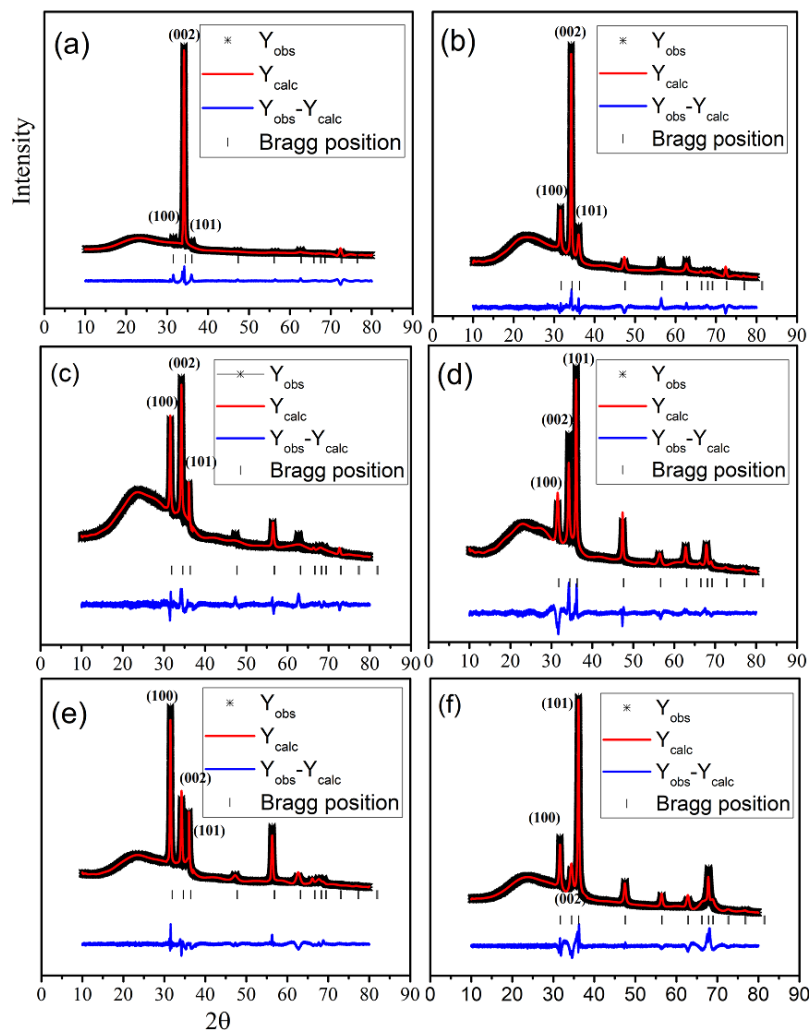 (a)
(002)
(100)
(101)
Y_obs
Y_calc
Y_obs-Y_calc
Bragg position
0 10 20 30 40 50 60 70 80 90
(b)
(002)
(100)
(101)
Y_obs
Y_calc
Y_obs-Y_calc
Bragg position
0 10 20 30 40 50 60 70 80 90
Intensity
(c)
(002)
(100)
(101)
Y_obs
Y_calc
Y_obs-Y_calc
Bragg position
0 10 20 30 40 50 60 70 80 90
(d)
(101)
(002)
(100)
Y_obs
Y_calc
Y_obs-Y_calc
Bragg position
0 10 20 30 40 50 60 70 80 90
(e)
(100)
(002)
(101)
Y_obs
Y_calc
Y_obs-Y_calc
Bragg position
0 10 20 30 40 50 60 70 80 90
2θ
(f)
(101)
(100)
(002)
Y_obs
Y_calc
Y_obs-Y_calc
Bragg position
0 10 20 30 40 50 60 70 80 90